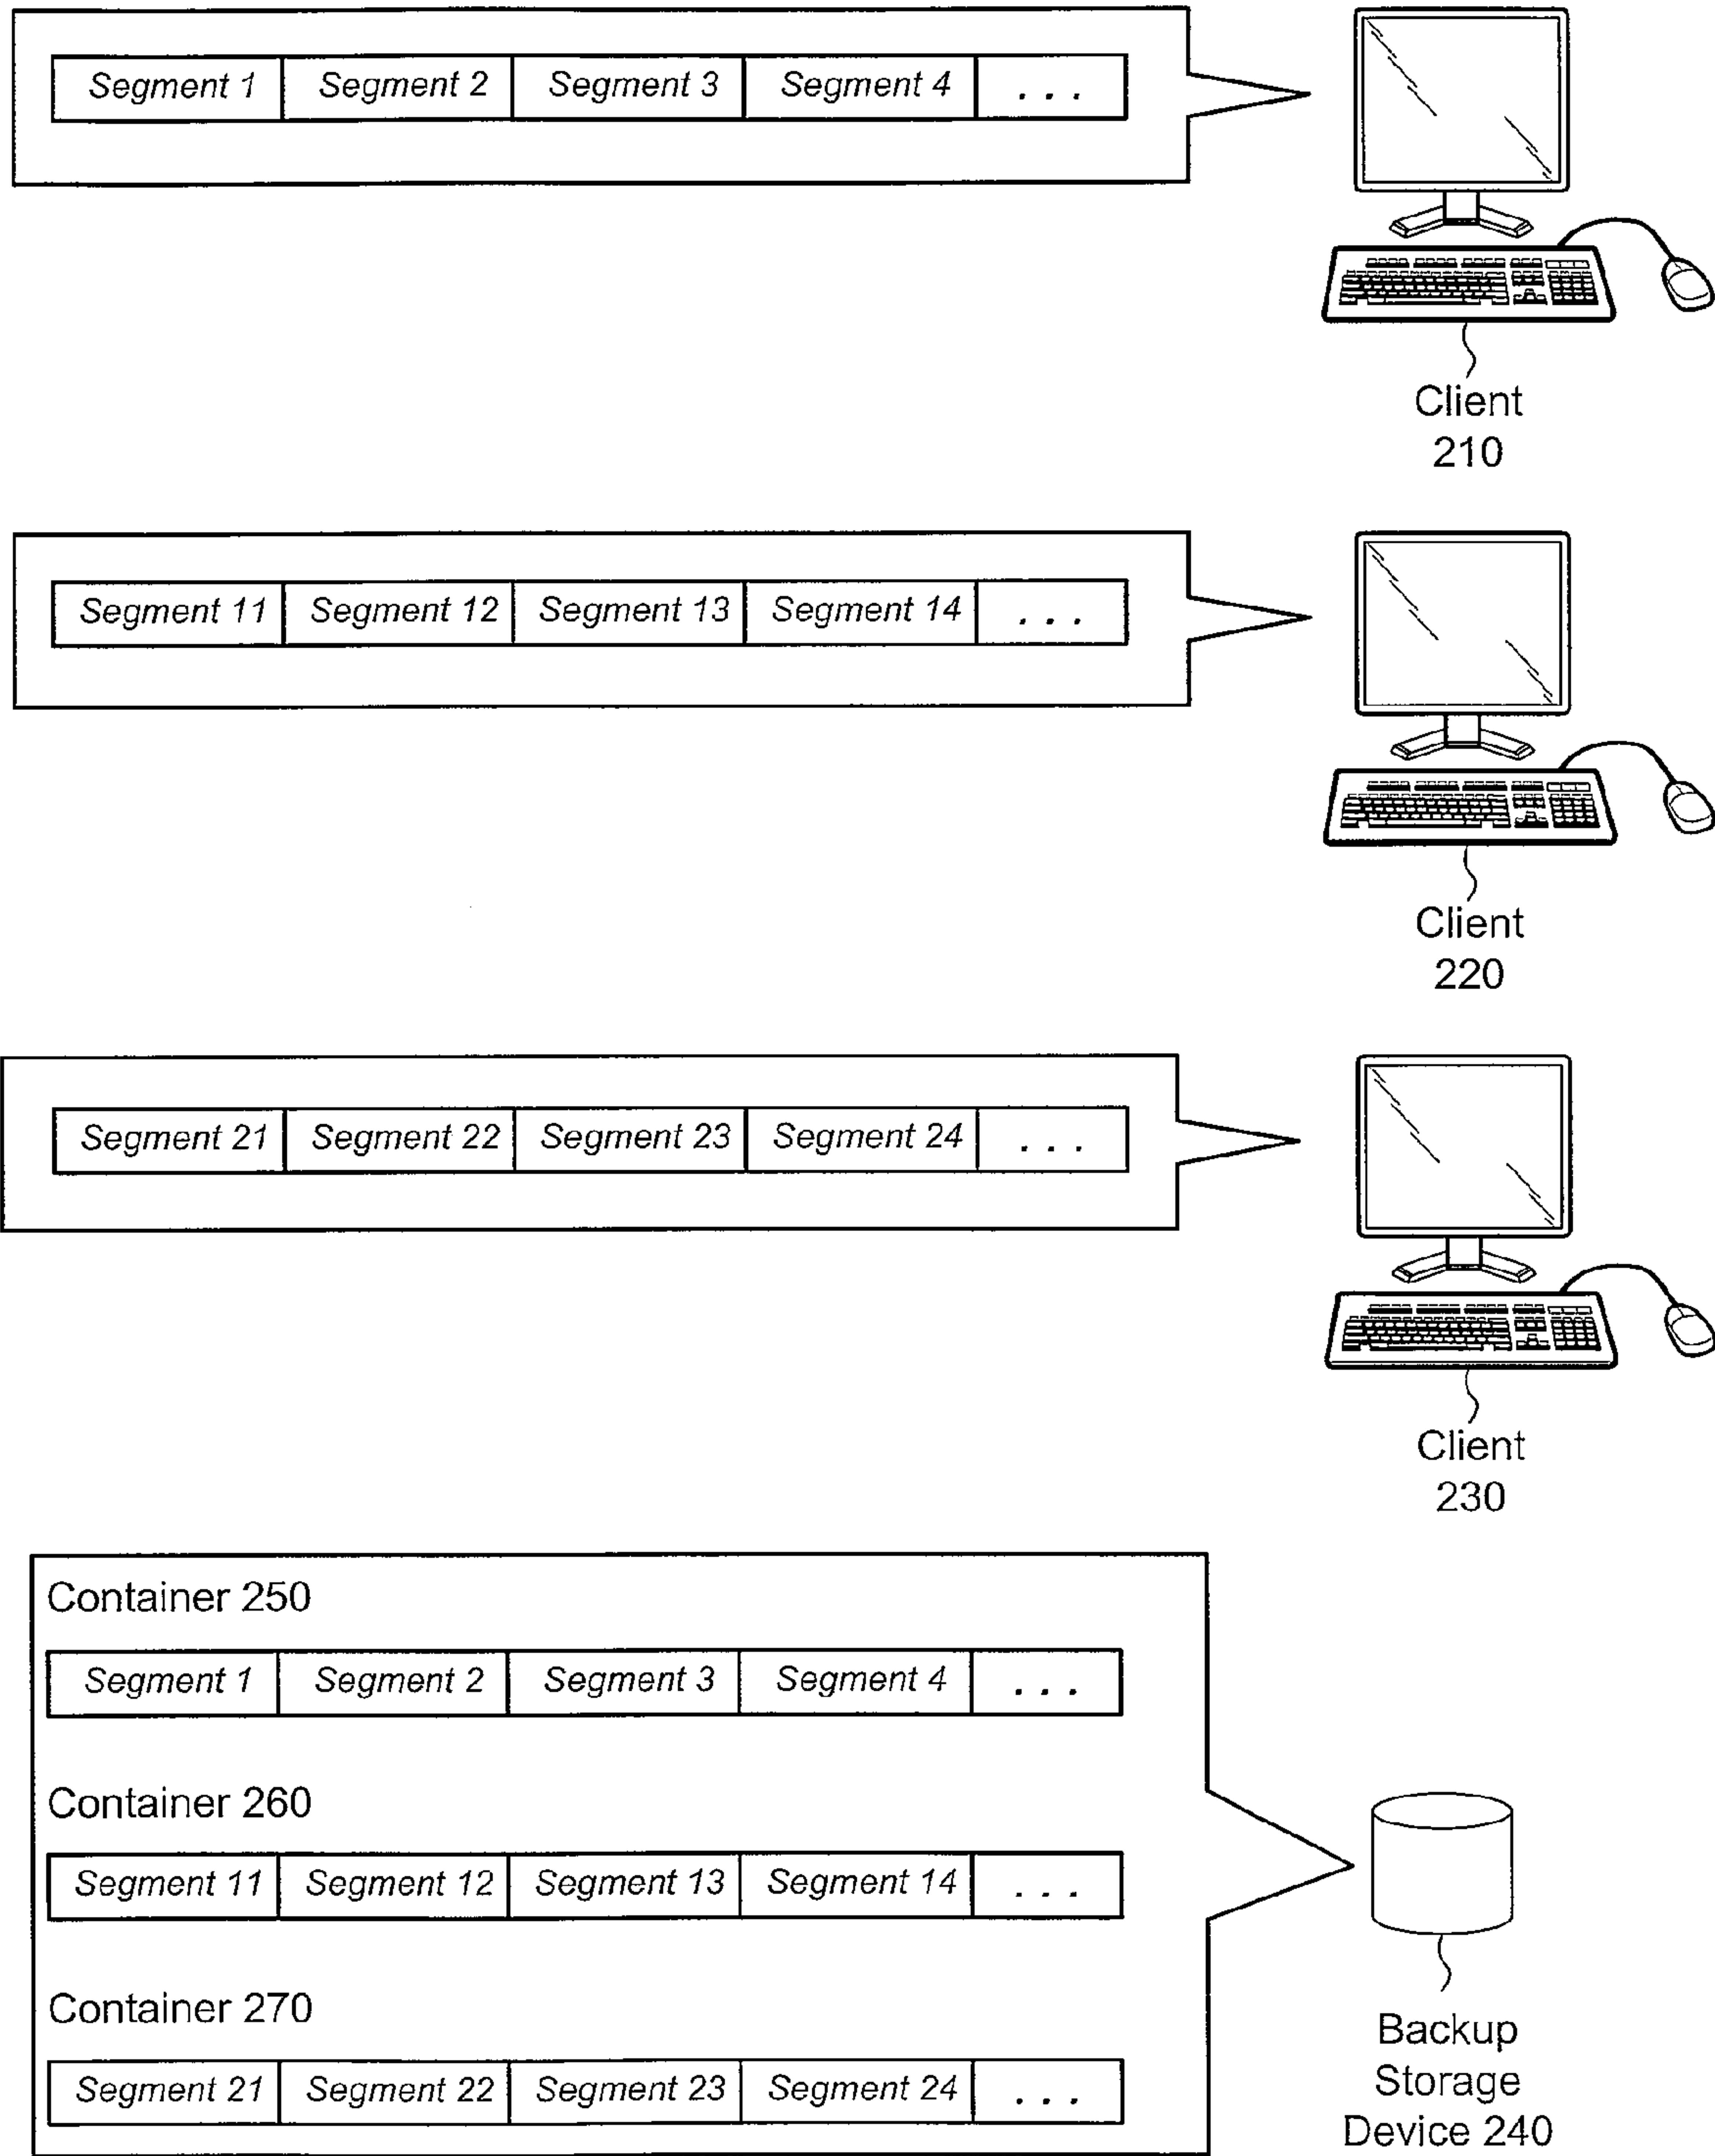 Segment 1 Segment 2 Segment 3 Segment 4 . . .
Client
210
Segment 11 Segment 12 Segment 13 Segment 14 . . .
Client
220
Segment 21 Segment 22 Segment 23 Segment 24 . . .
Client
230
Container 250
Segment 1 Segment 2 Segment 3 Segment 4 . . .
Container 260
Segment 11 Segment 12 Segment 13 Segment 14 . . .
Container 270
Segment 21 Segment 22 Segment 23 Segment 24 . . .
Backup
Storage
Device 240